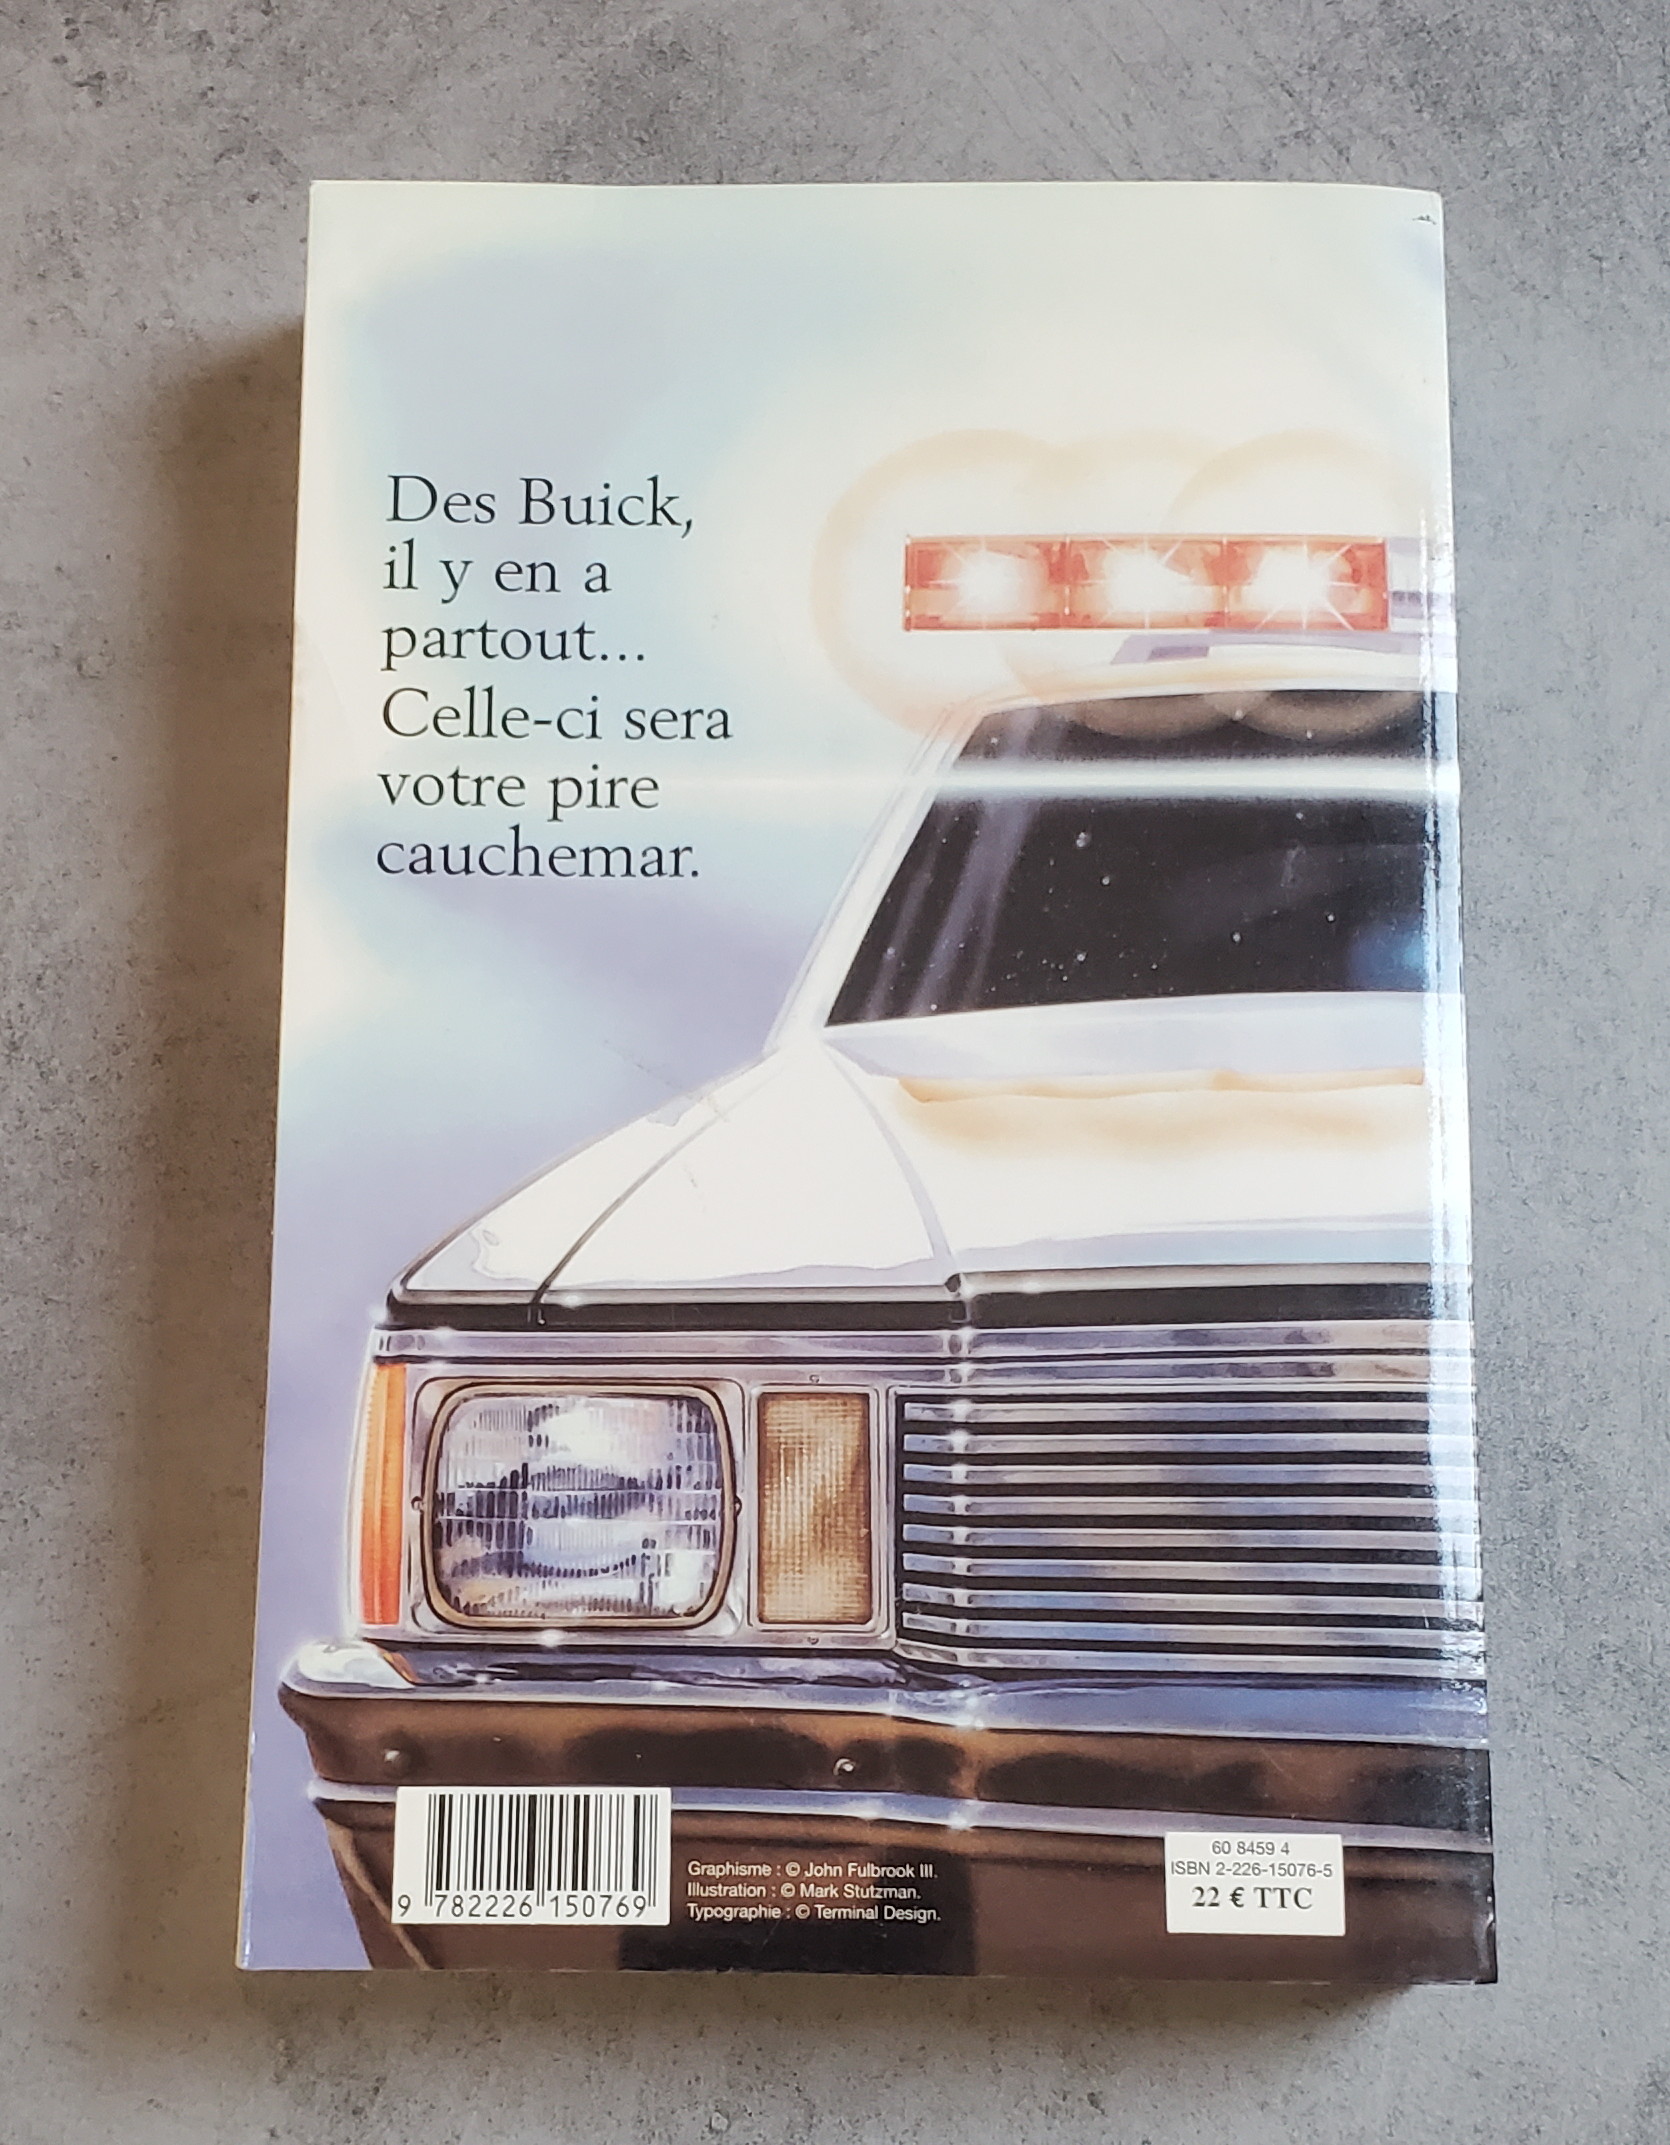 Des Buick,
il y en a
partout...
Celle-ci sera
votre pire
cauchemar.
9 782226 150769
Graphisme : © John Fulbrook III.
Illustration : © Mark Stutzman.
Typographie : © Terminal Design.
60 8459 4
ISBN 2-226-15076-5
22 € TTC